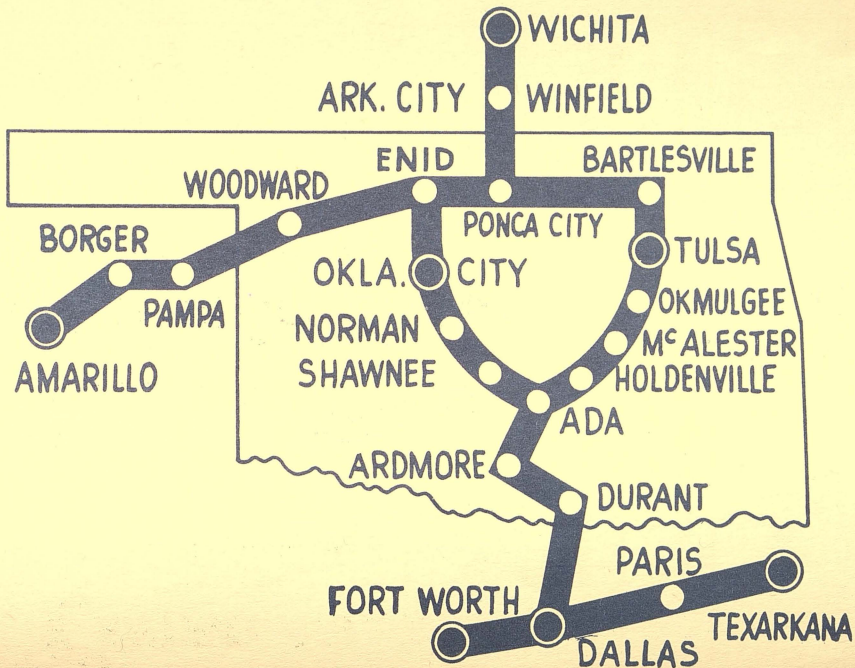 WICHITA
ARK. CITY WINFIELD
ENID BARTLESVILLE
WOODWARD
PONCA CITY
BORGER
TULSA
OKLA. CITY
OKMULGEE
PAMPA
NORMAN
McALESTER
AMARILLO
SHAWNEE
HOLDENVILLE
ADA
ARDMORE
DURANT
PARIS
FORT WORTH
TEXARKANA
DALLAS